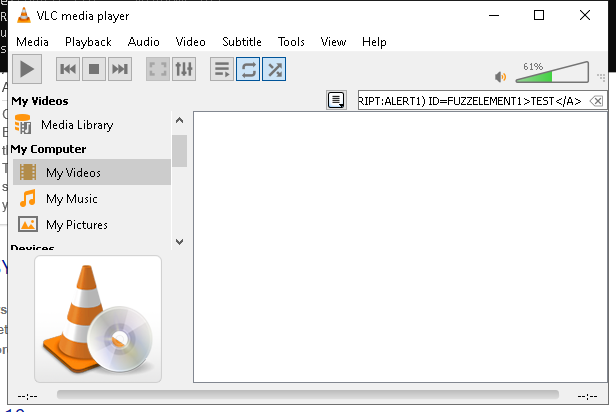 VLC media player
Media Playback Audio Video Subtitle Tools View Help
61%
My Videos
RIPT:ALERT1) ID=FUZZELEMENT1>TEST</A>
Media Library
My Computer
My Videos
My Music
My Pictures
Devices
--:-- --:--